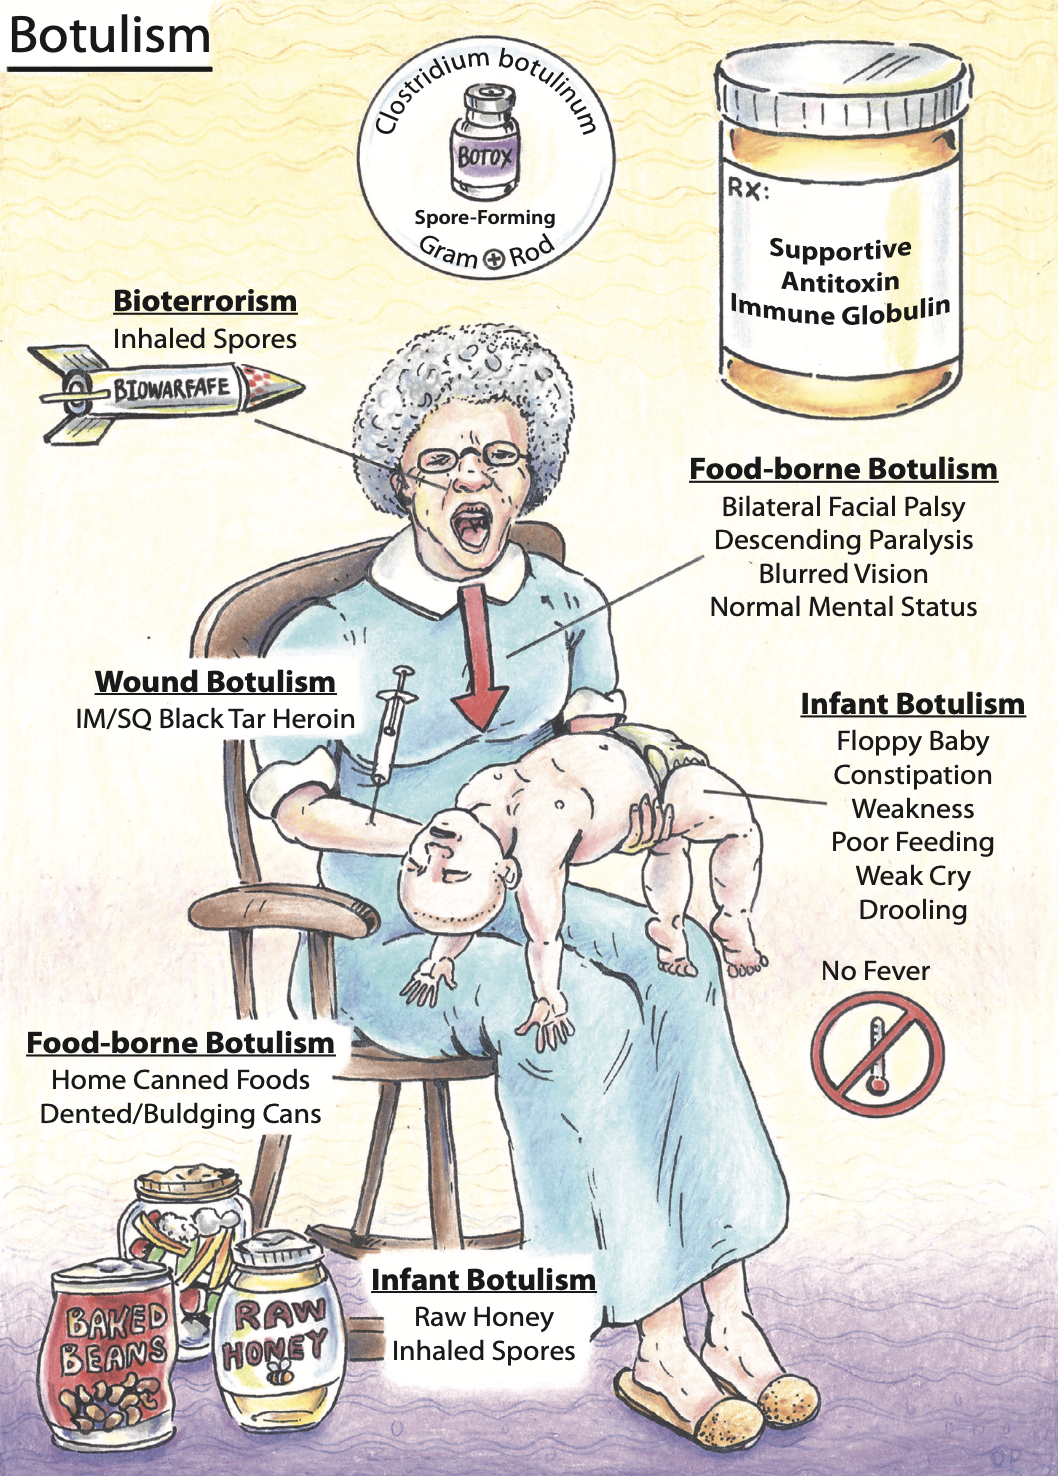 Botulism
Clostridium botulinum
BOTOX
Spore-Forming
Gram + Rod
RX:
Supportive
Antitoxin
Immune Globulin
Bioterrorism
Inhaled Spores
BIOWARFAFE
Food-borne Botulism
Bilateral Facial Palsy
Descending Paralysis
Blurred Vision
Normal Mental Status
Wound Botulism
IM/SQ Black Tar Heroin
Infant Botulism
Floppy Baby
Constipation
Weakness
Poor Feeding
Weak Cry
Drooling
No Fever
Food-borne Botulism
Home Canned Foods
Dented/Buldging Cans
BAKED
BEANS
RAW
HONEY
Infant Botulism
Raw Honey
Inhaled Spores